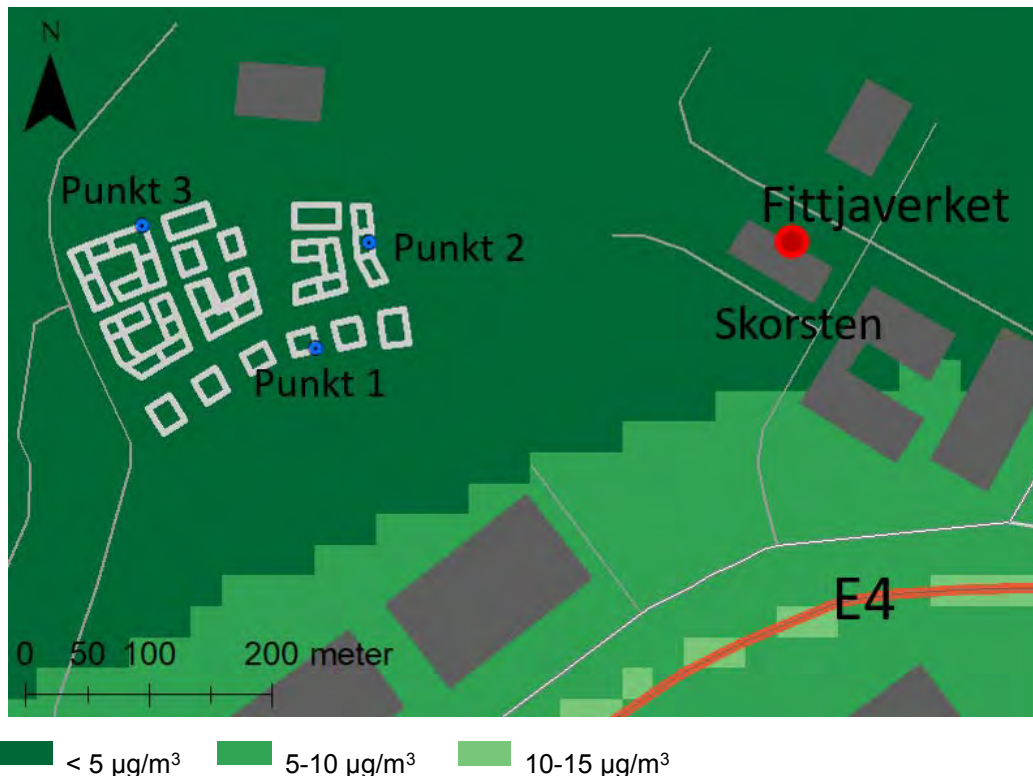 N
Punkt 3
Fittjaverket
Punkt 2
Skorsten
Punkt 1
E4
0 50 100 200 meter
< 5 µg/m³ 5-10 µg/m³ 10-15 µg/m³